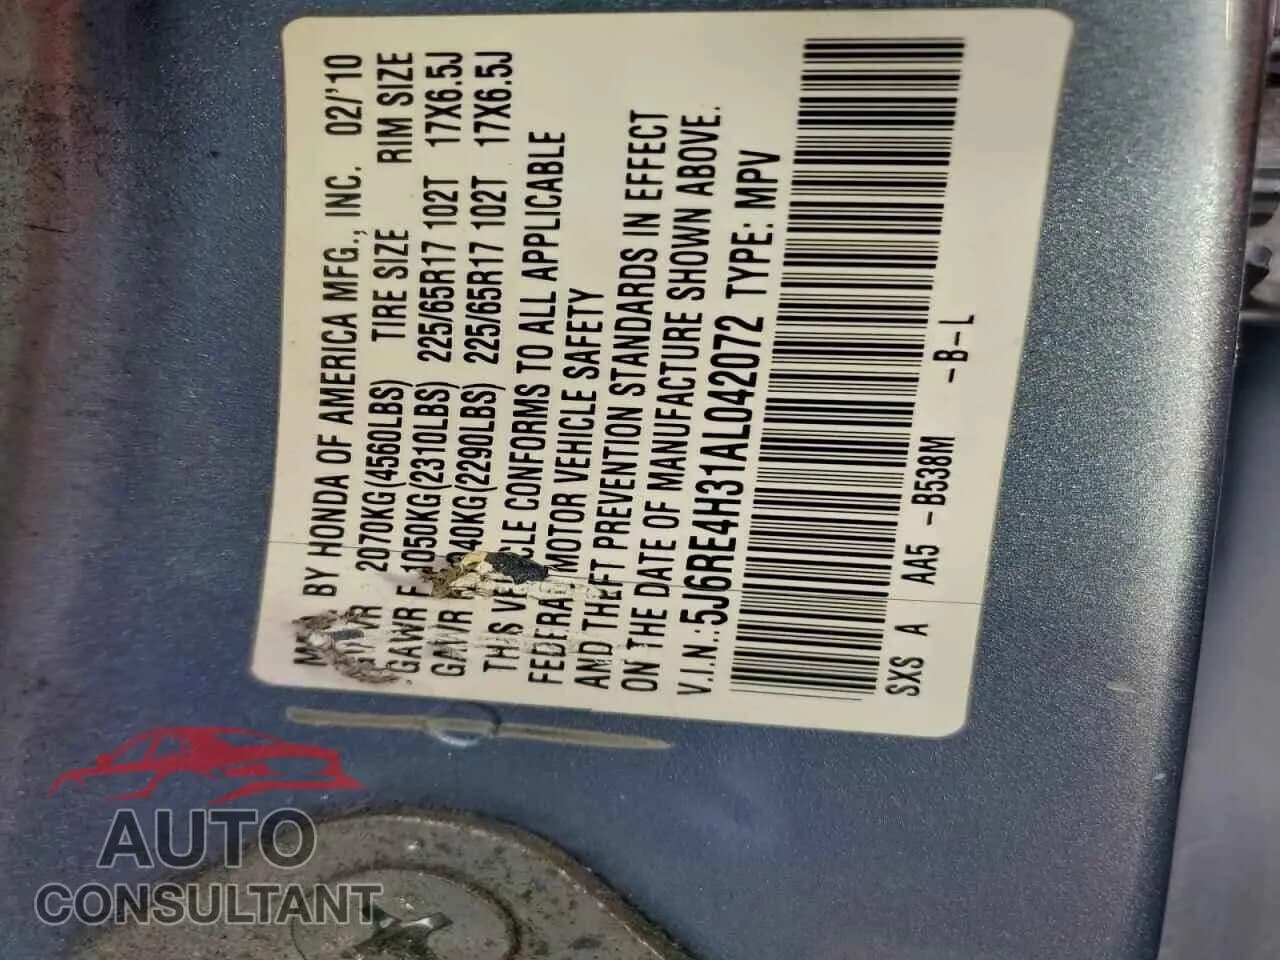 BY HONDA OF AMERICA MFG., INC. 02/'10
2070KG(4560LBS) TIRE SIZE RIM SIZE
GAWR F 1050KG(2310LBS) 225/65R17 102T 17X6.5J
GAWR 040KG(2290LBS) 225/65R17 102T 17X6.5J
THIS CONFORMS TO ALL APPLICABLE
MOTOR VEHICLE SAFETY
AND THEFT PREVENTION STANDARDS IN EFFECT
ON THE DATE OF MANUFACTURE SHOWN ABOVE.
V.I.N.:5J6RE4H31AL042072 TYPE: MPV
SXS A AA5 -B538M -B-L
AUTO
CONSULTANT